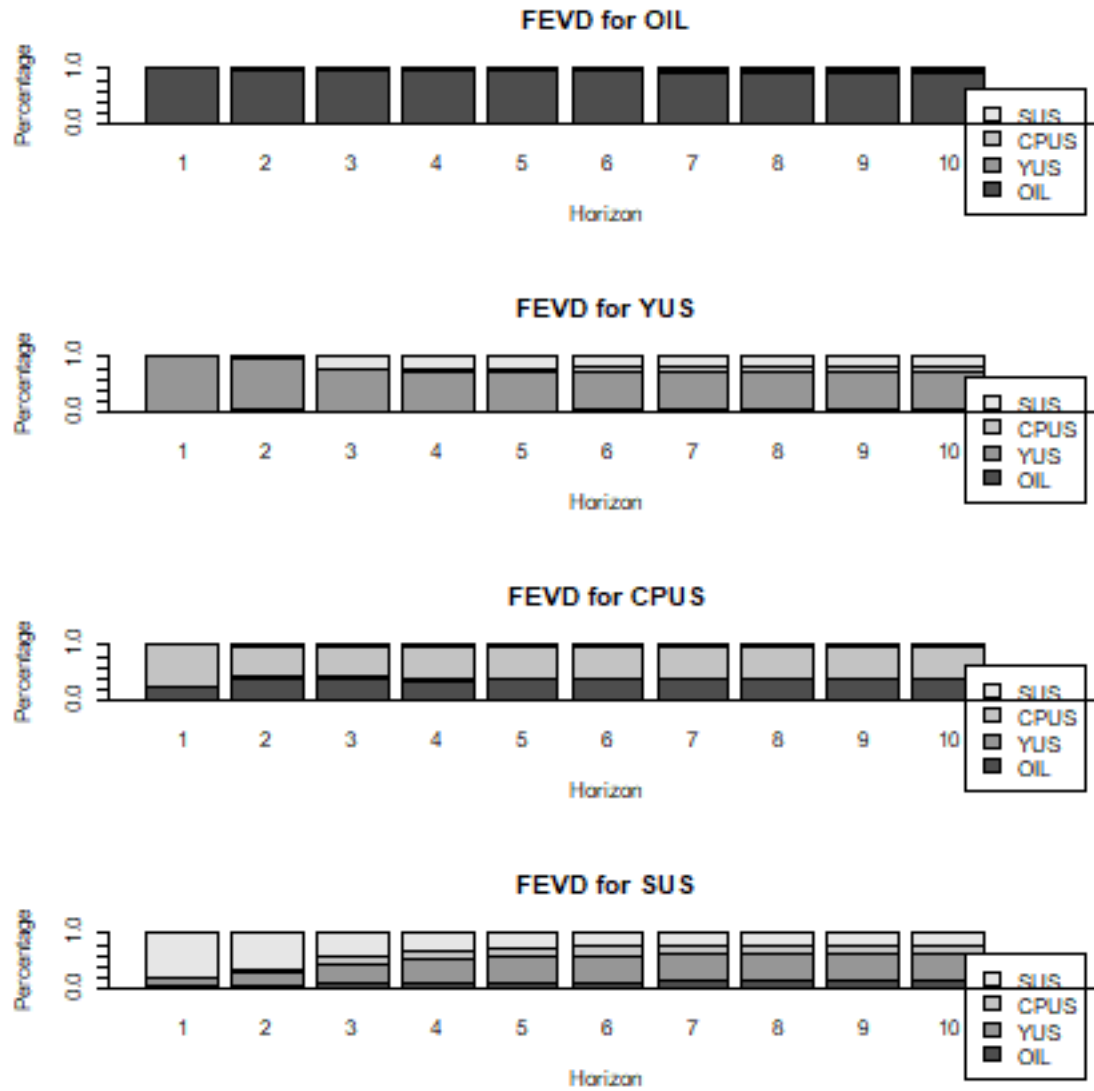 FEVD for OIL
Percentage
0.0 1.0
1 2 3 4 5 6 7 8 9 10
Horizon
SUS
CPUS
YUS
OIL
FEVD for YUS
Percentage
0.0 1.0
1 2 3 4 5 6 7 8 9 10
Horizon
SUS
CPUS
YUS
OIL
FEVD for CPUS
Percentage
0.0 1.0
1 2 3 4 5 6 7 8 9 10
Horizon
SUS
CPUS
YUS
OIL
FEVD for SUS
Percentage
0.0 1.0
1 2 3 4 5 6 7 8 9 10
Horizon
SUS
CPUS
YUS
OIL